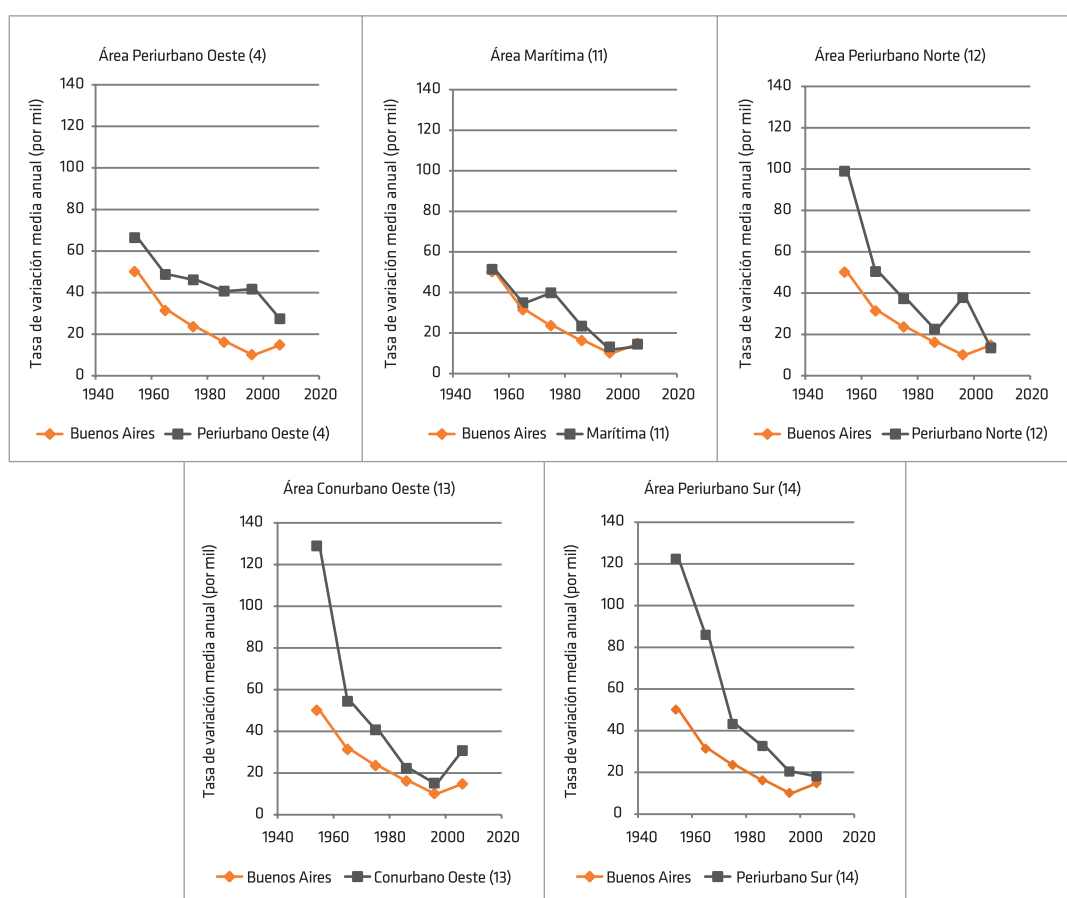 Área Periurbano Oeste (4)
Tasa de variación media anual (por mil)
140
120
100
80
60
40
20
0
1940 1960 1980 2000 2020
Buenos Aires Periurbano Oeste (4)
Área Marítima (11)
Tasa de variación media anual (por mil)
140
120
100
80
60
40
20
0
1940 1960 1980 2000 2020
Buenos Aires Marítima (11)
Área Periurbano Norte (12)
Tasa de variación media anual (por mil)
140
120
100
80
60
40
20
0
1940 1960 1980 2000 2020
Buenos Aires Periurbano Norte (12)
Área Conurbano Oeste (13)
Tasa de variación media anual (por mil)
140
120
100
80
60
40
20
0
1940 1960 1980 2000 2020
Buenos Aires Conurbano Oeste (13)
Área Periurbano Sur (14)
Tasa de variación media anual (por mil)
140
120
100
80
60
40
20
0
1940 1960 1980 2000 2020
Buenos Aires Periurbano Sur (14)